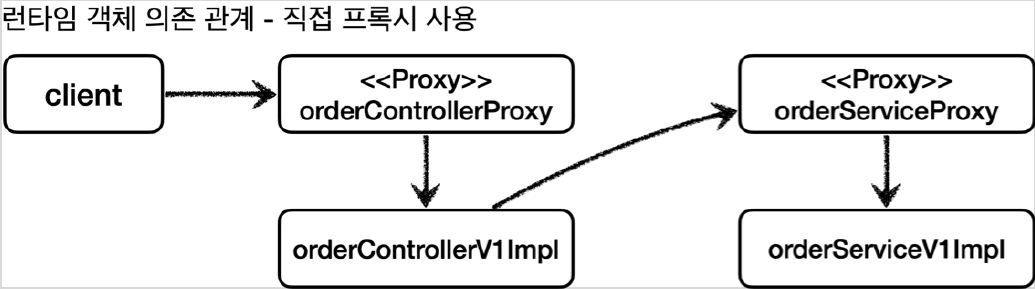 런타임 객체 의존 관계 - 직접 프록시 사용
client
<<Proxy>>
orderControllerProxy
<<Proxy>>
orderServiceProxy
orderControllerV1Impl
orderServiceV1Impl